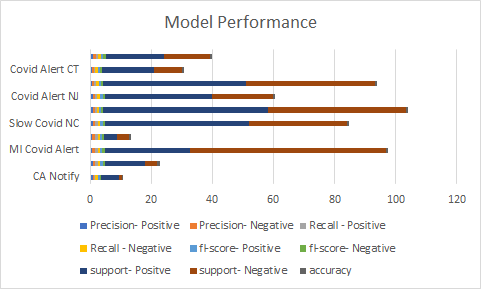 Model Performance
Covid Alert CT
Covid Alert NJ
Slow Covid NC
MI Covid Alert
CA Notify
0 20 40 60 80 100 120
Precision- Positive Precision- Negative Recall - Positive
Recall - Negative fl-score- Positive fl-score- Negative
support- Positve support- Negative accuracy